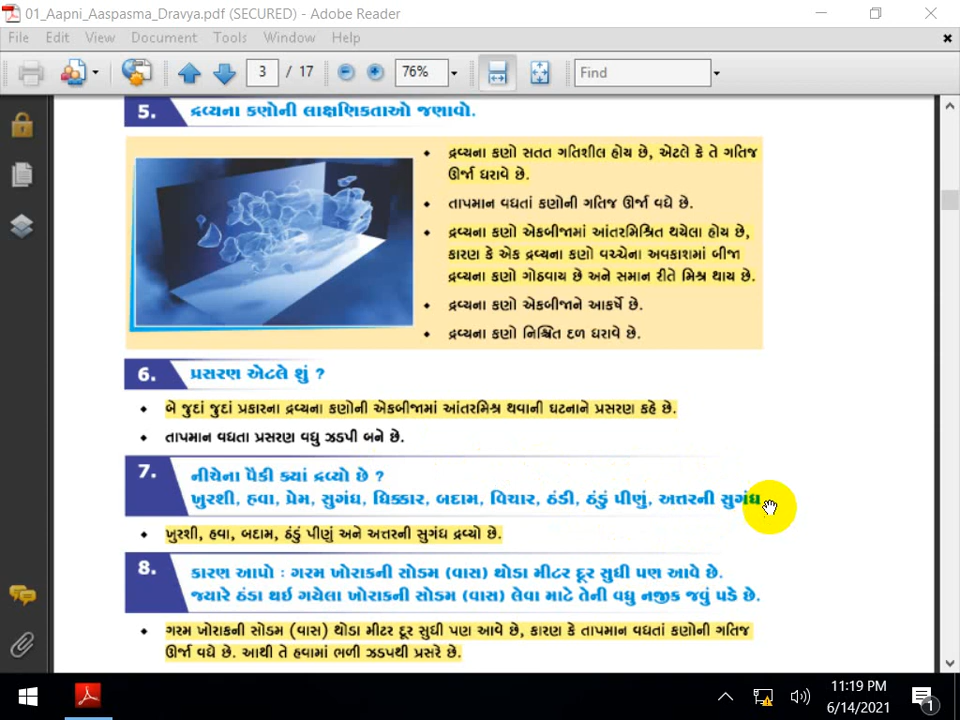 01_Aapni_Aaspasma_Dravya.pdf (SECURED) - Adobe Reader
File Edit View Document Tools Window Help
3 / 17 76% Find
5. દ્રવ્યના કણોની લાક્ષણિકતાઓ જણાવો.
⬩ દ્રવ્યના કણો સતત ગતિશીલ હોય છે, એટલે કે તે ગતિજ
ઊર્જા ધરાવે છે.
⬩ તાપમાન વધતાં કણોની ગતિજ ઊર્જા વધે છે.
⬩ દ્રવ્યના કણો એકબીજામાં આંતરમિશ્રિત થયેલા હોય છે,
કારણ કે એક દ્રવ્યના કણો વચ્ચેના અવકાશમાં બીજા
દ્રવ્યના કણો ગોઠવાય છે અને સમાન રીતે મિશ્ર થાય છે.
⬩ દ્રવ્યના કણો એકબીજાને આકર્ષે છે.
⬩ દ્રવ્યના કણો નિશ્ચિત દળ ધરાવે છે.
6. પ્રસરણ એટલે શું ?
⬩ બે જુદાં જુદાં પ્રકારના દ્રવ્યના કણોની એકબીજામાં આંતરમિશ્ર થવાની ઘટનાને પ્રસરણ કહે છે.
⬩ તાપમાન વધતા પ્રસરણ વધુ ઝડપી બને છે.
7. નીચેના પૈકી ક્યાં દ્રવ્યો છે ?
ખુરશી, હવા, પ્રેમ, સુગંધ, ધિક્કાર, બદામ, વિચાર, ઠંડી, ઠંડું પીણું, અત્તરની સુગંધ
⬩ ખુરશી, હવા, બદામ, ઠંડું પીણું અને અત્તરની સુગંધ દ્રવ્યો છે.
8. કારણ આપો : ગરમ ખોરાકની સોડમ (વાસ) થોડા મીટર દૂર સુધી પણ આવે છે.
જ્યારે ઠંડા થઇ ગયેલા ખોરાકની સોડમ (વાસ) લેવા માટે તેની વધુ નજીક જવું પડે છે.
⬩ ગરમ ખોરાકની સોડમ (વાસ) થોડા મીટર દૂર સુધી પણ આવે છે, કારણ કે તાપમાન વધતાં કણોની ગતિજ
ઊર્જા વધે છે. આથી તે હવામાં ભળી ઝડપથી પ્રસરે છે.
11:19 PM
6/14/2021
1